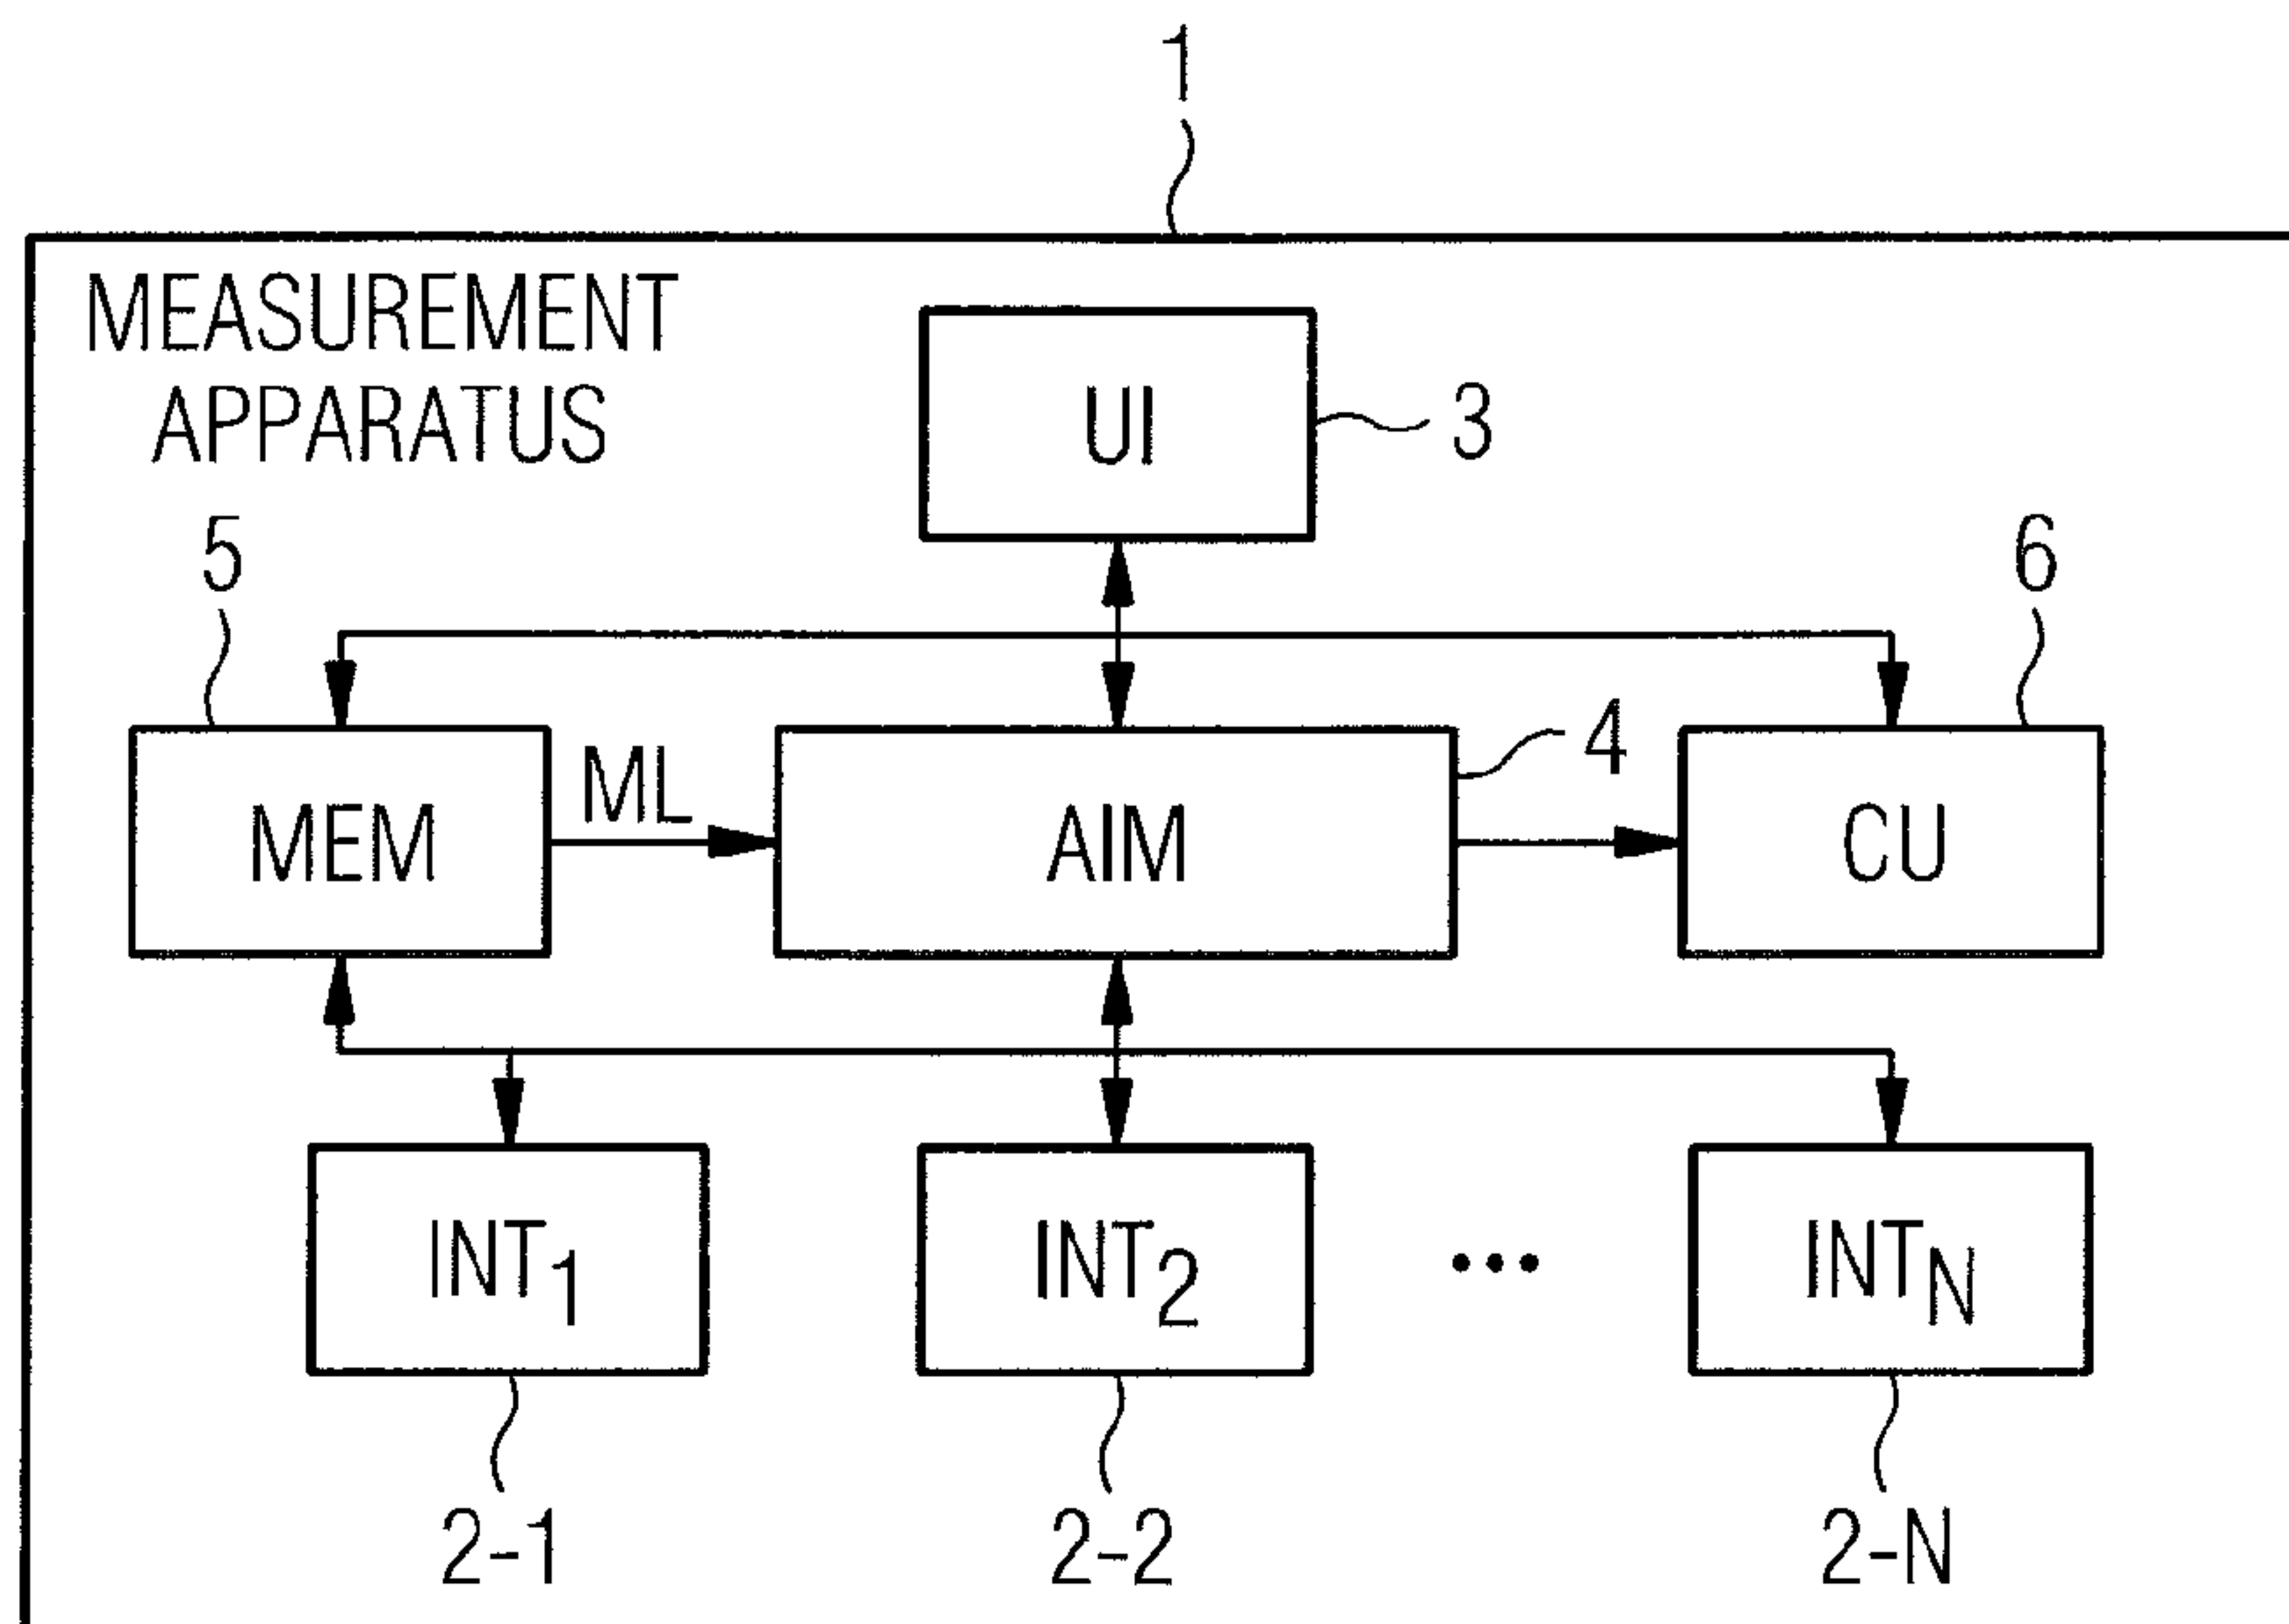 1
MEASUREMENT
APPARATUS
UI
3
5
6
4
ML
MEM
AIM
CU
INT1
INT2
...
INTN
2-1
2-2
2-N